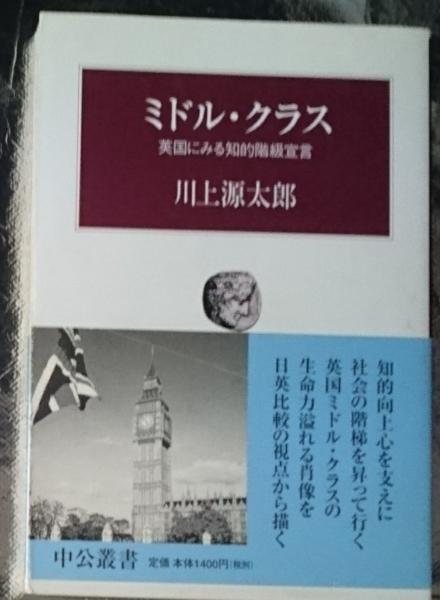 ミドル・クラス
英国にみる知的階級宣言
川上源太郎
知的向上心を支えに
社会の階梯を昇って行く
英国ミドル・クラスの
生命力溢れる肖像を
日英比較の視点から描く
中公叢書 定価 本体1400円(税別)